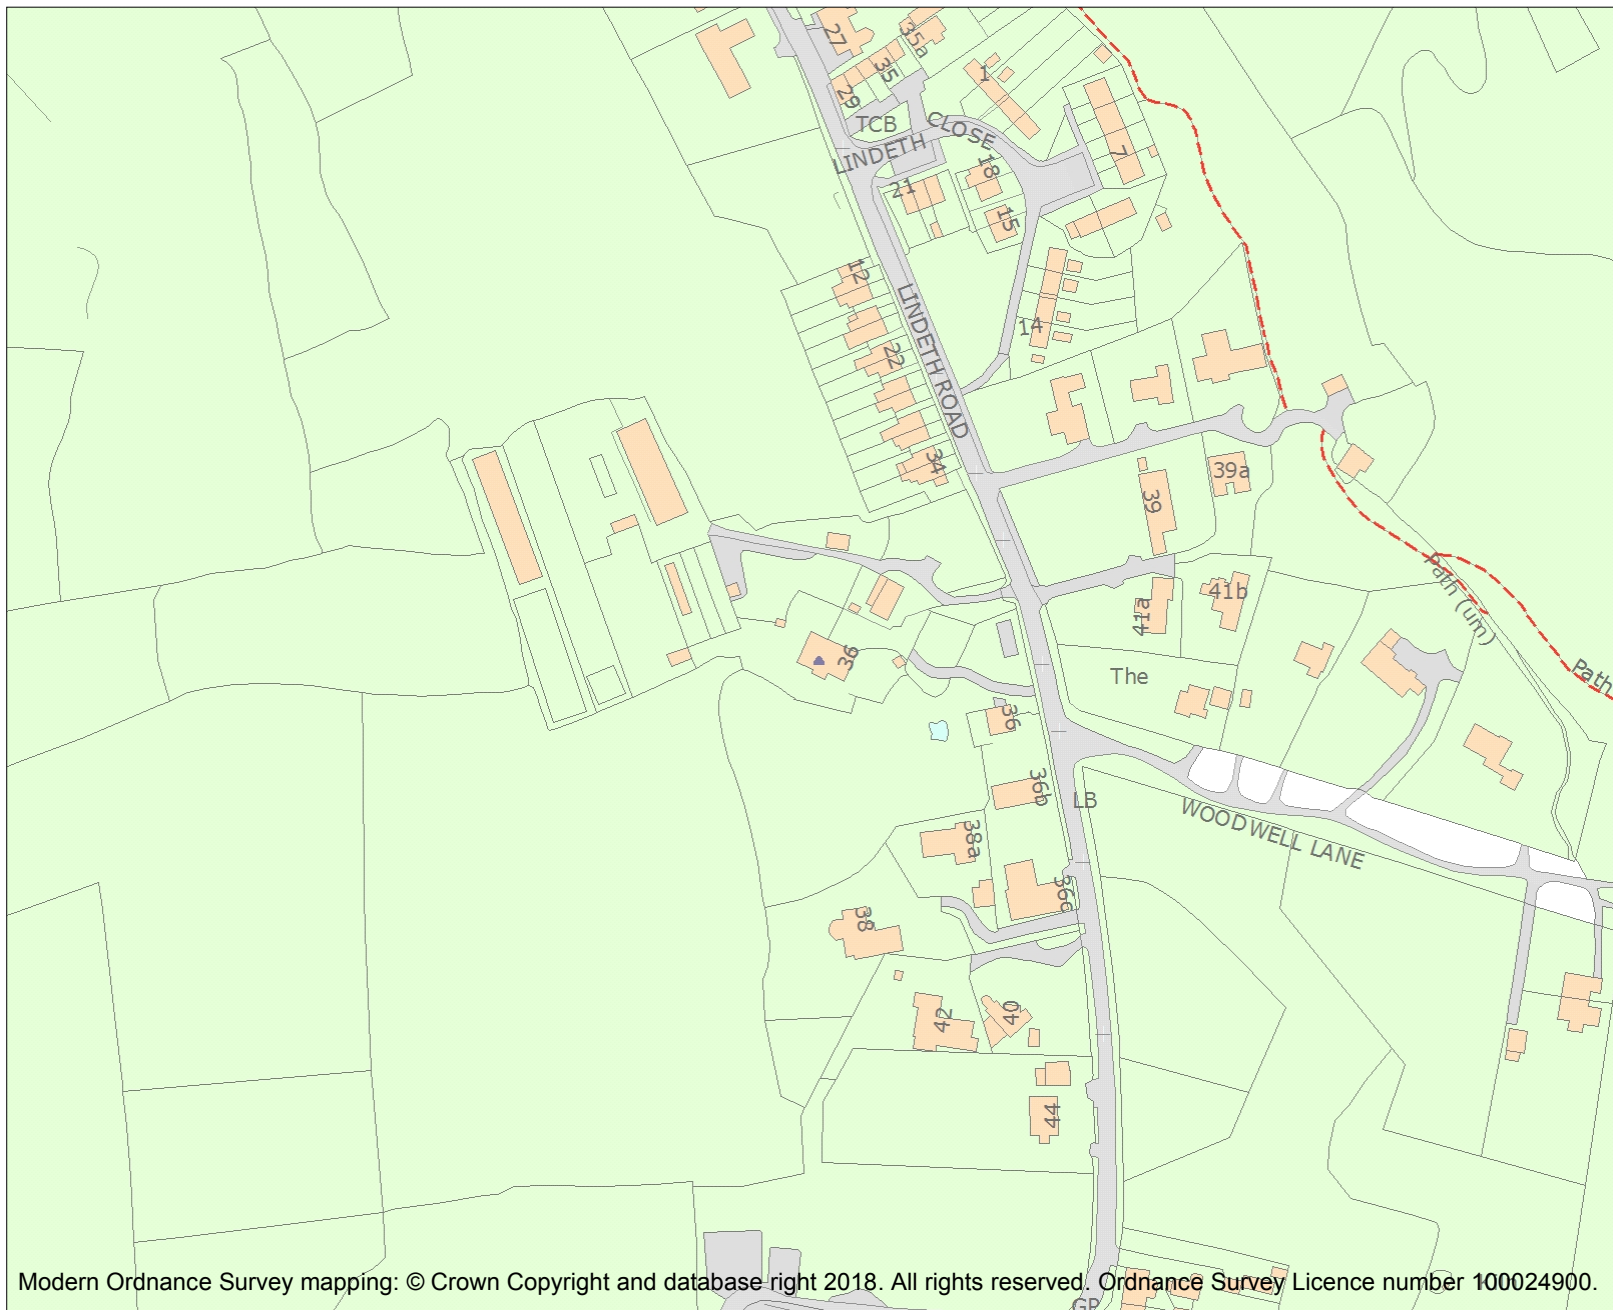 27
35a
35
29
1
TCB
CLOSE
LINDETH
7
18
21
15
12
LINDETH ROAD
14
22
34
39a
39
Path (um)
41b
41a
36
The
Path
36
36b
LB
WOODWELL LANE
38a
36c
38
42
40
44
Modern Ordnance Survey mapping: © Crown Copyright and database right 2018. All rights reserved. Ordnance Survey Licence number 100024900.